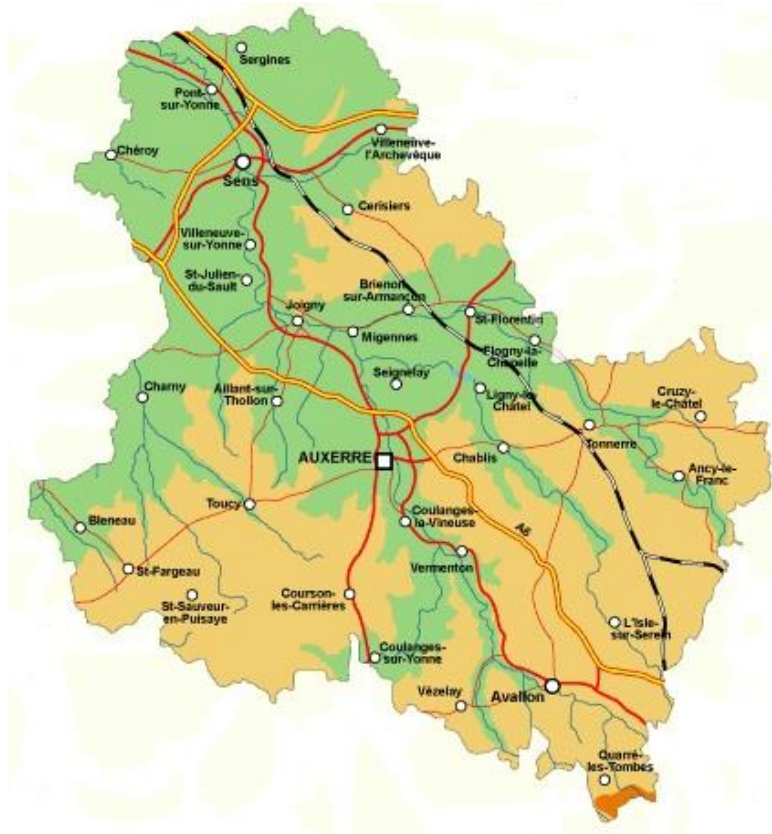 Sergines
Pont-
sur-Yonne
Villeneuve-
l'Archevêque
Chéroy
Sens
Cerisiers
Villeneuve-
sur-Yonne
St-Julien-
du-Sault
Brienon
sur-Armançon
Joigny
St-Florentin
Migennes
Flogny-la-
Chapelle
Seignelay
Charny
Aillant-sur-
Thollon
Ligny-le-
Châtel
Cruzy-
le-Châtel
Tonnerre
AUXERRE
Chablis
Ancy-le-
Franc
Toucy
Coulanges-
la-Vineuse
Bleneau
A6
Vermenton
St-Fargeau
Courson-
les-Carrières
St-Sauveur-
en-Puisaye
L'Isle-
sur-Serein
Coulanges-
sur-Yonne
Vézelay
Avallon
Quarré-
les-Tombes